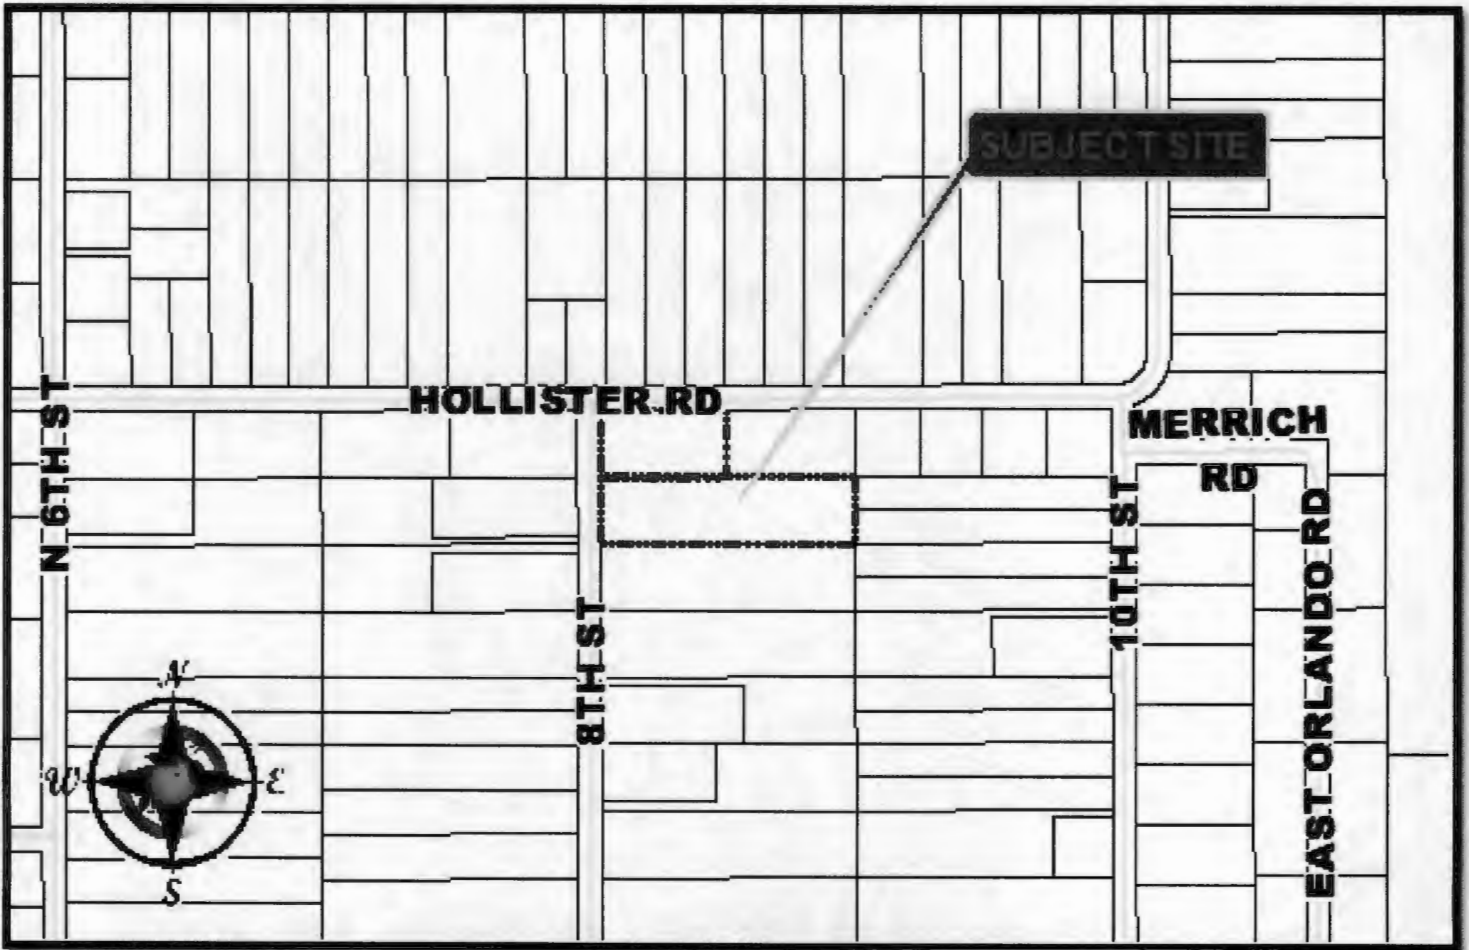 SUBJECT SITE
HOLLISTER RD
MERRICH
RD
N 6TH ST
8TH ST
10TH ST
EAST ORLANDO RD
N
W
E
S